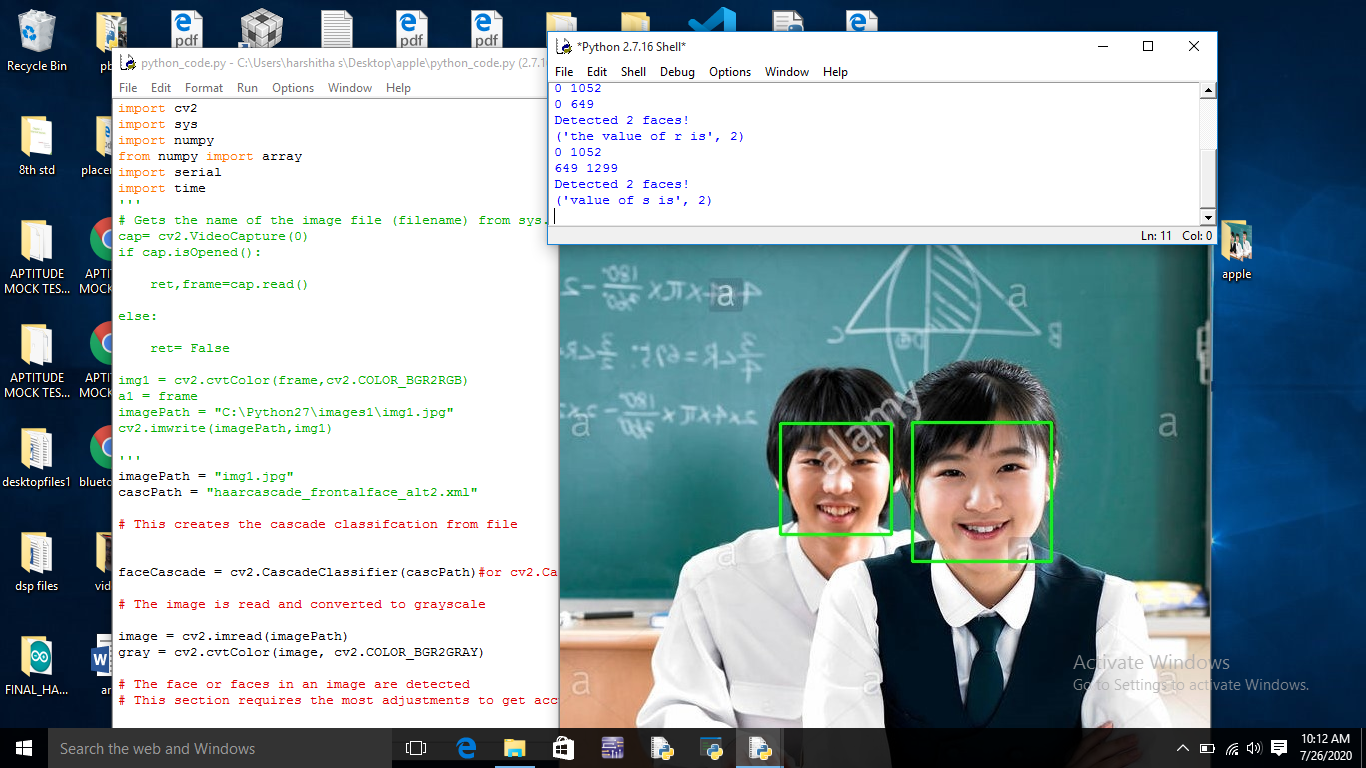 Recycle Bin
pb
8th std
placer
APTITUDE
MOCK TES...
APTI
MOCK
APTITUDE
MOCK TES...
APTI
MOCK
desktopfiles1
bluetc
dsp files
vid
FINAL_HA...
ar
pdf
pdf
pdf
pdf
python_code.py - C:\Users\harshitha s\Desktop\apple\python_code.py (2.7.1
File Edit Format Run Options Window Help
import cv2
import sys
import numpy
from numpy import array
import serial
import time
'''
# Gets the name of the image file (filename) from sys.
cap= cv2.VideoCapture(0)
if cap.isOpened():
ret,frame=cap.read()
else:
ret= False
img1 = cv2.cvtColor(frame,cv2.COLOR_BGR2RGB)
a1 = frame
imagePath = "C:\Python27\images1\img1.jpg"
cv2.imwrite(imagePath,img1)
'''
imagePath = "img1.jpg"
cascPath = "haarcascade_frontalface_alt2.xml"
# This creates the cascade classifcation from file
faceCascade = cv2.CascadeClassifier(cascPath)#or cv2.Ca
# The image is read and converted to grayscale
image = cv2.imread(imagePath)
gray = cv2.cvtColor(image, cv2.COLOR_BGR2GRAY)
# The face or faces in an image are detected
# This section requires the most adjustments to get acc
*Python 2.7.16 Shell*
File Edit Shell Debug Options Window Help
0 1052
0 649
Detected 2 faces!
('the value of r is', 2)
0 1052
649 1299
Detected 2 faces!
('value of s is', 2)
Ln: 11 Col: 0
apple
alamy
a
a
a
a
a
a
a
a
a
C
B
Activate Windows
Go to Settings to activate Windows.
Search the web and Windows
10:12 AM
7/26/2020